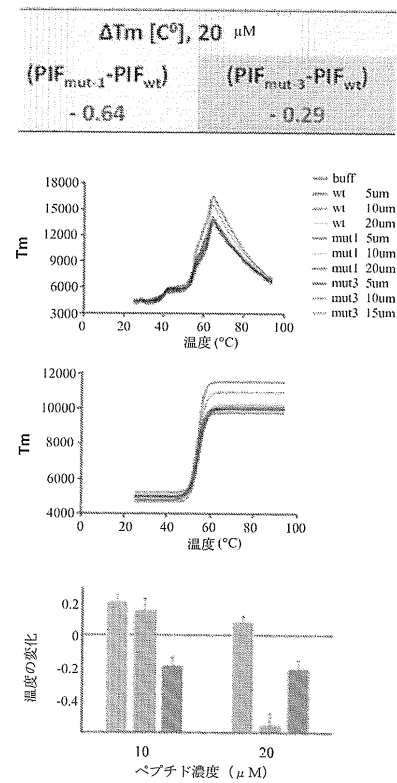 ΔTm [C⁰], 20 μM
(PIFmut-1-PIFwt) (PIFmut-3-PIFwt)
- 0.64 - 0.29
18000
15000
12000
9000
6000
3000
Tm
0 20 40 60 80 100
温度 (°C)
buff
wt 5um
wt 10um
wt 20um
mut1 5um
mut1 10um
mut1 20um
mut3 5um
mut3 10um
mut3 15um
12000
10000
8000
6000
4000
Tm
0 20 40 60 80 100
温度 (°C)
0.2
0
-0.2
-0.4
温度の変化
10 20
ペプチド濃度 (μM)